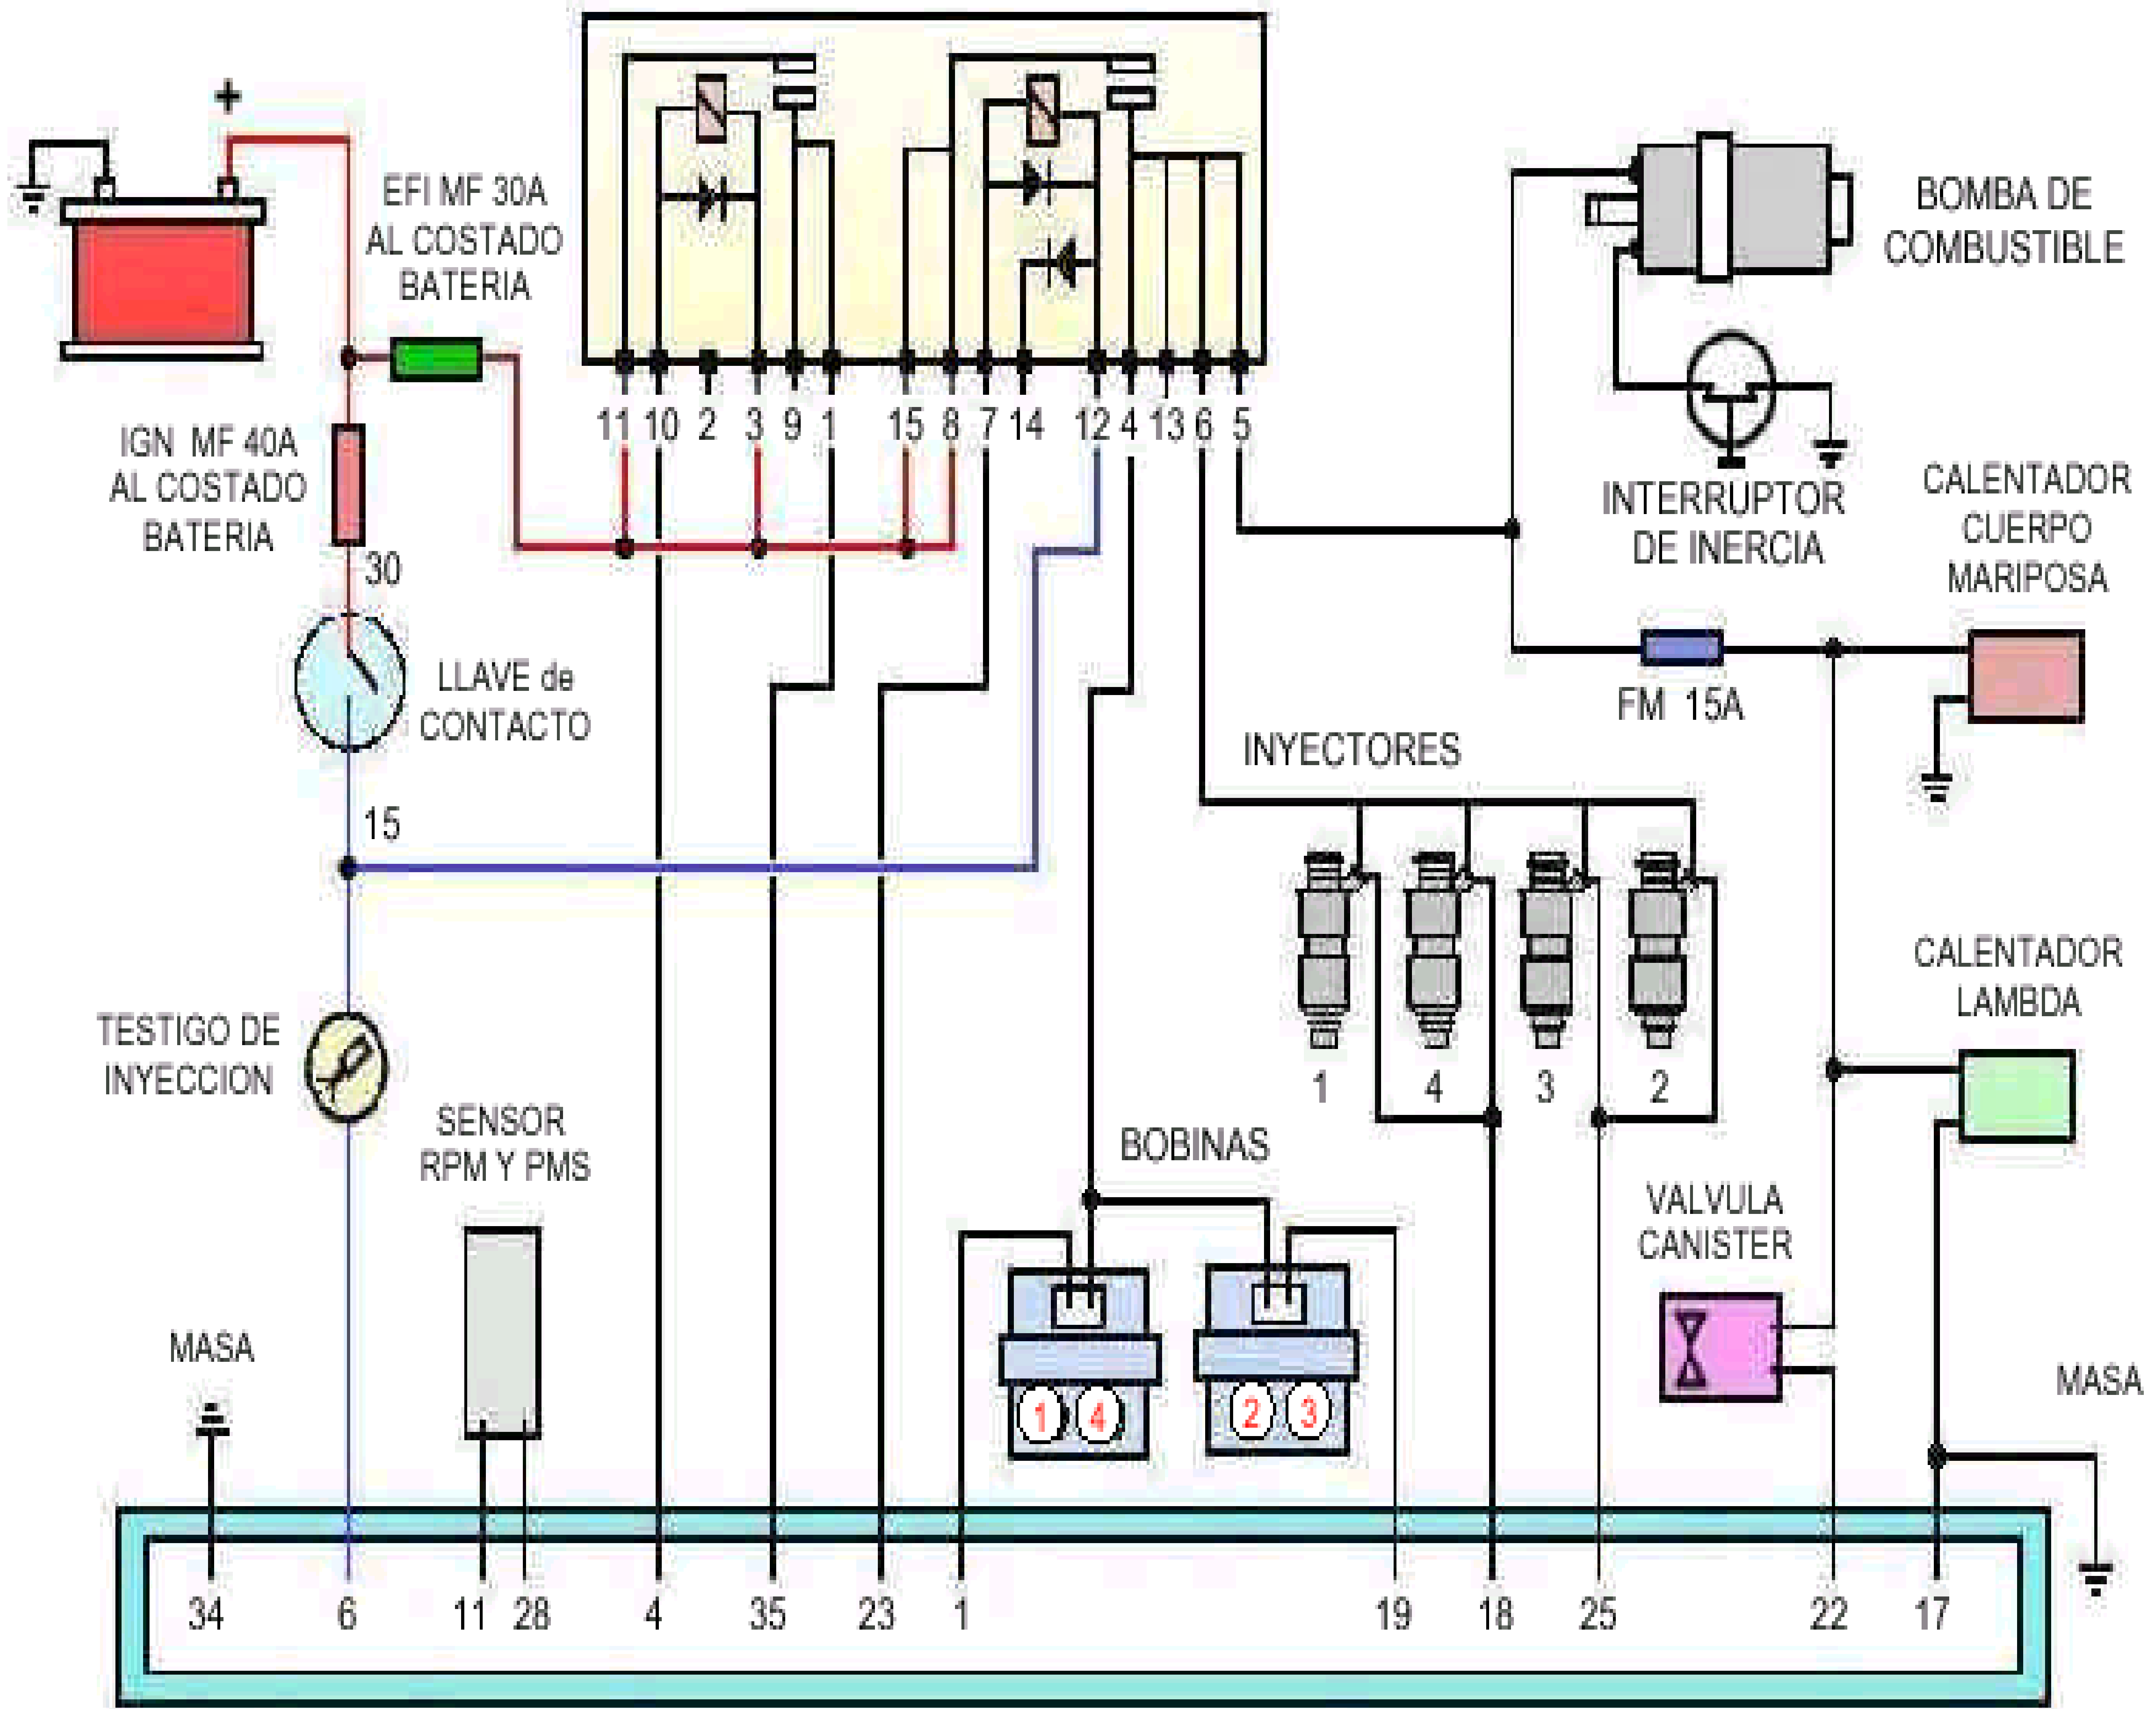 +
EFI MF 30A
AL COSTADO
BATERIA
BOMBA DE
COMBUSTIBLE
11 10 2 3 9 1 15 8 7 14 12 4 13 6 5
IGN MF 40A
AL COSTADO
BATERIA
30
INTERRUPTOR
DE INERCIA
CALENTADOR
CUERPO
MARIPOSA
LLAVE de
CONTACTO
FM 15A
INYECTORES
15
1 4 3 2
CALENTADOR
LAMBDA
TESTIGO DE
INYECCION
SENSOR
RPM Y PMS
BOBINAS
VALVULA
CANISTER
MASA
1 4
2 3
MASA
34 6 11 28 4 35 23 1 19 18 25 22 17